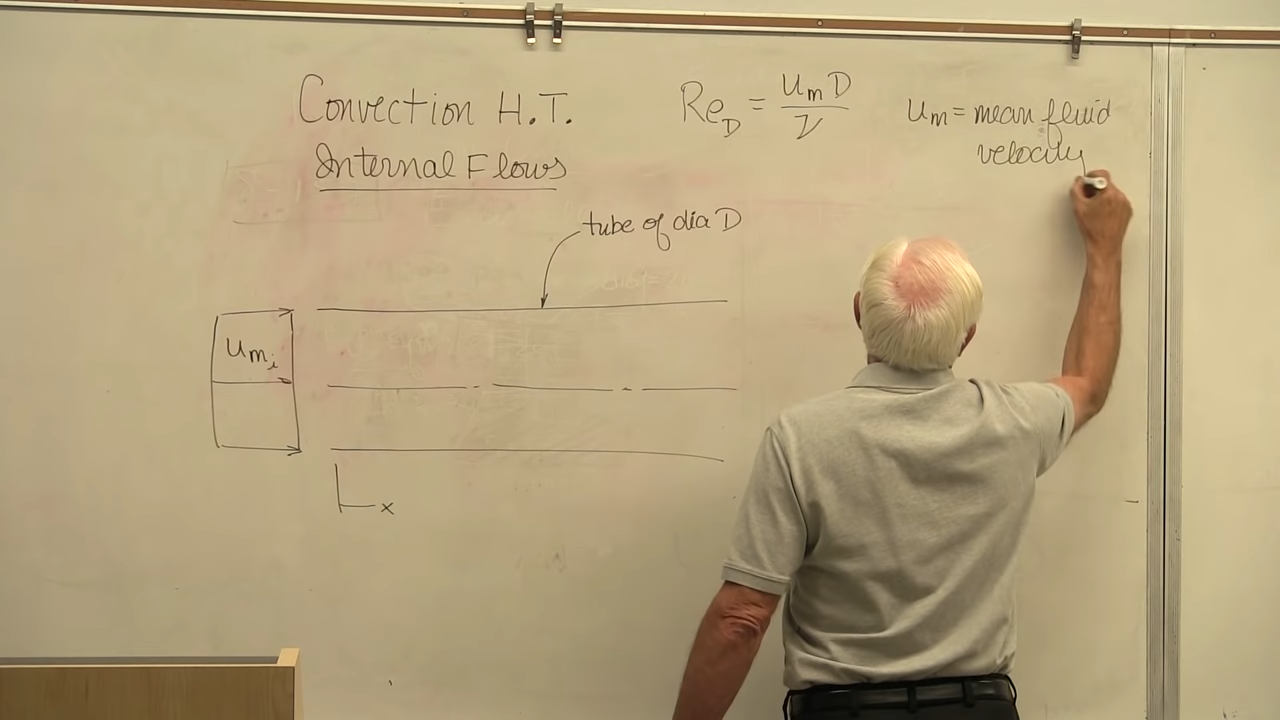 Convection H.T.
Internal Flows
Re_D = u_m D / ν
u_m = mean fluid
velocity
tube of dia D
u_m_i
x